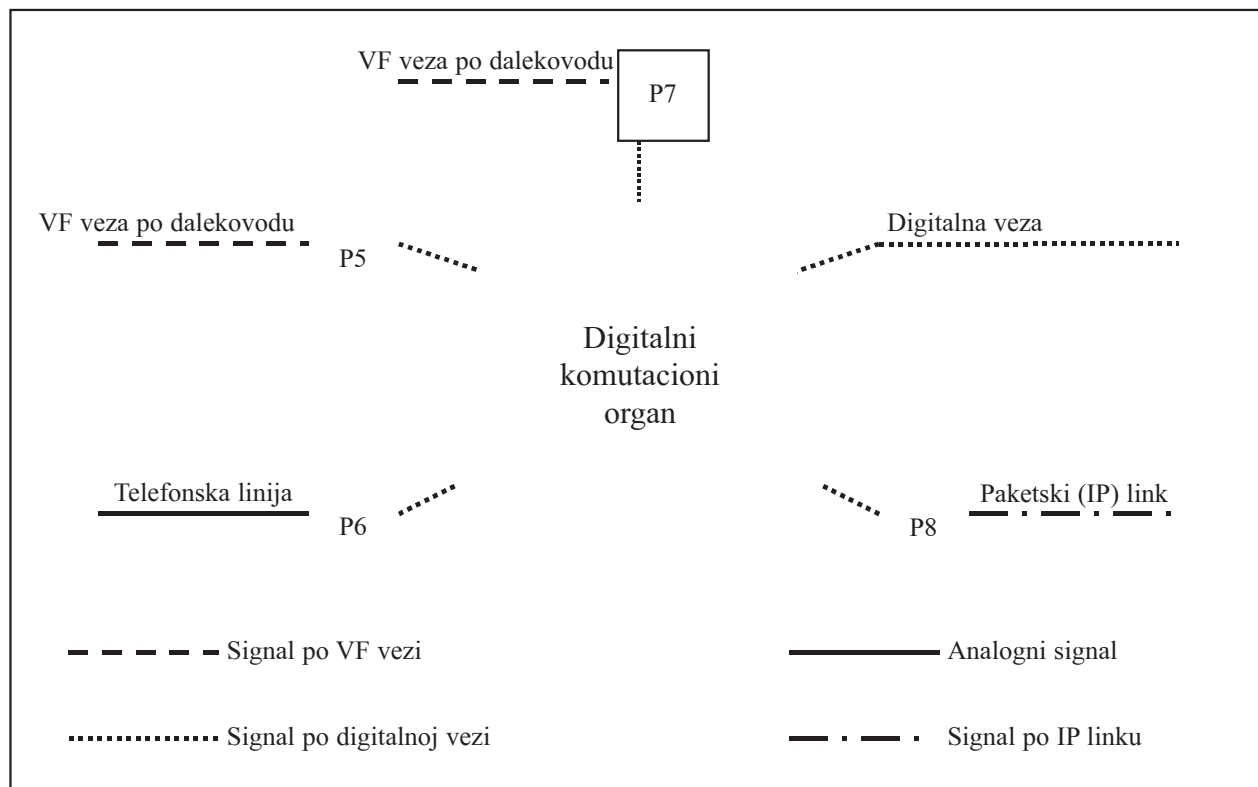 VF veza po dalekovodu
P7
VF veza po dalekovodu
Digitalna veza
P5
Digitalni
komutacioni
organ
Telefonska linija
Paketski (IP) link
P6
P8
Signal po VF vezi
Analogni signal
Signal po digitalnoj vezi
Signal po IP linku